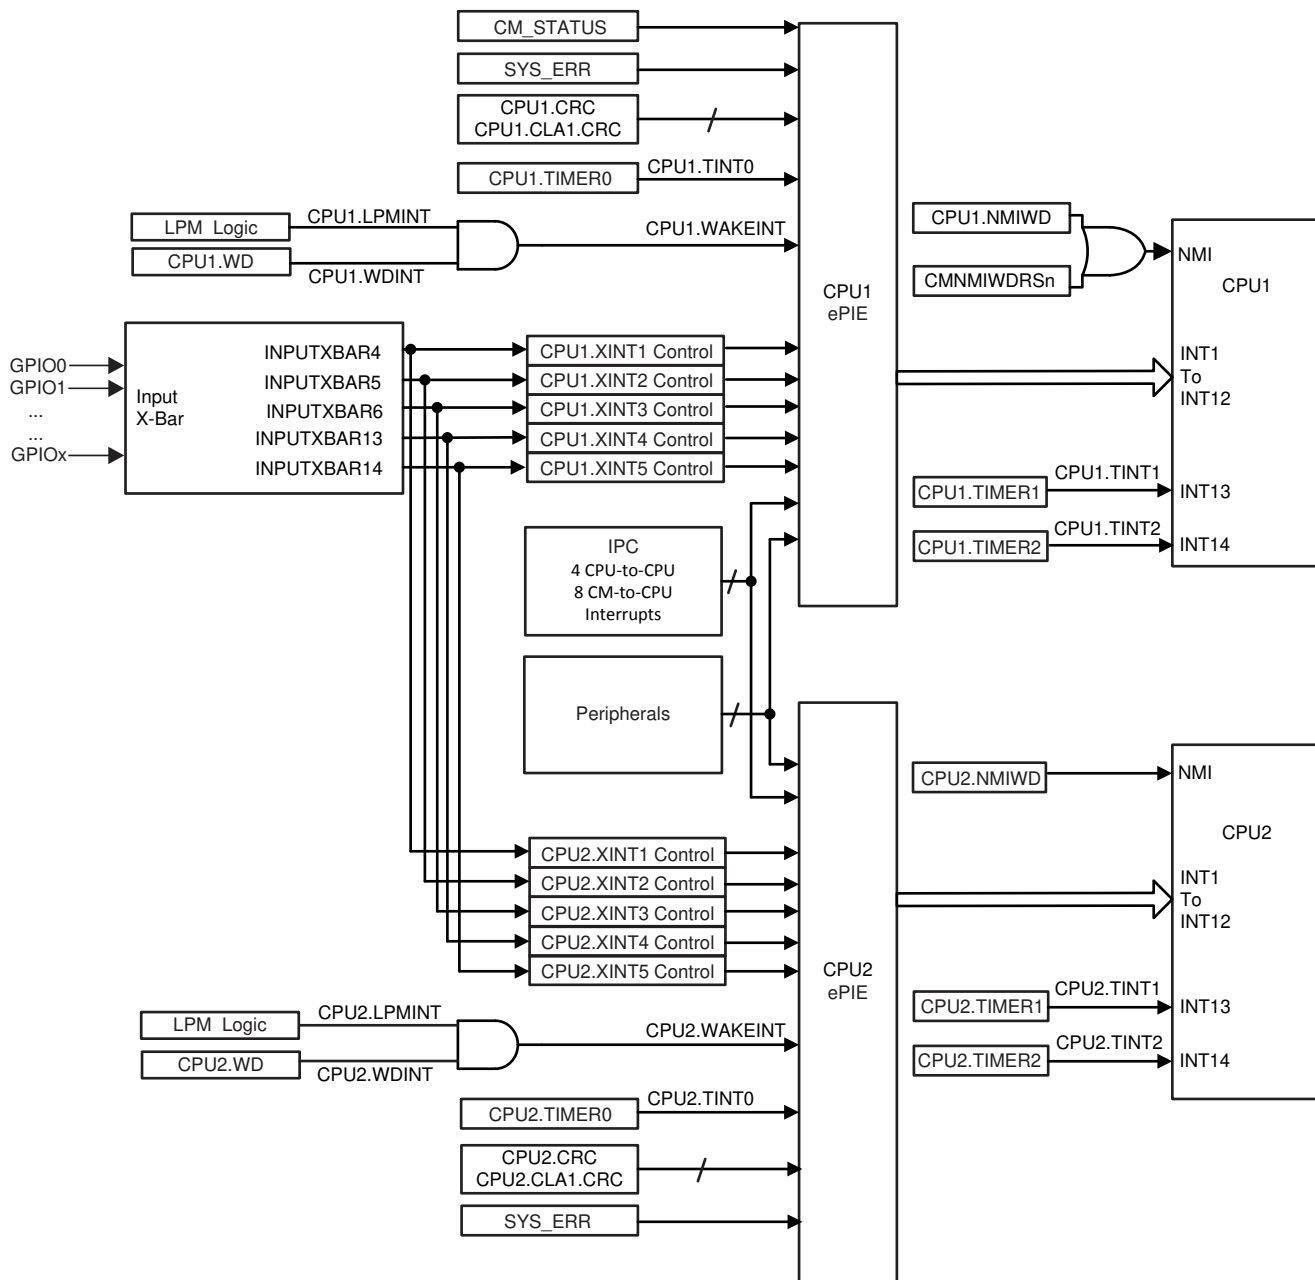 CM_STATUS
SYS_ERR
CPU1.CRC
CPU1.CLA1.CRC
CPU1.TIMER0
CPU1.TINT0
LPM Logic
CPU1.LPMINT
CPU1.WD
CPU1.WDINT
CPU1.WAKEINT
CPU1
ePIE
CPU1.NMIWD
CMNMIWDRSn
NMI
CPU1
INT1
To
INT12
CPU1.TIMER1
CPU1.TINT1
INT13
CPU1.TIMER2
CPU1.TINT2
INT14
GPIO0
GPIO1
...
...
GPIOx
Input
X-Bar
INPUTXBAR4
INPUTXBAR5
INPUTXBAR6
INPUTXBAR13
INPUTXBAR14
CPU1.XINT1 Control
CPU1.XINT2 Control
CPU1.XINT3 Control
CPU1.XINT4 Control
CPU1.XINT5 Control
IPC
4 CPU-to-CPU
8 CM-to-CPU
Interrupts
Peripherals
CPU2.XINT1 Control
CPU2.XINT2 Control
CPU2.XINT3 Control
CPU2.XINT4 Control
CPU2.XINT5 Control
CPU2
ePIE
CPU2.NMIWD
NMI
CPU2
INT1
To
INT12
CPU2.TIMER1
CPU2.TINT1
INT13
CPU2.TIMER2
CPU2.TINT2
INT14
LPM Logic
CPU2.LPMINT
CPU2.WD
CPU2.WDINT
CPU2.WAKEINT
CPU2.TIMER0
CPU2.TINT0
CPU2.CRC
CPU2.CLA1.CRC
SYS_ERR